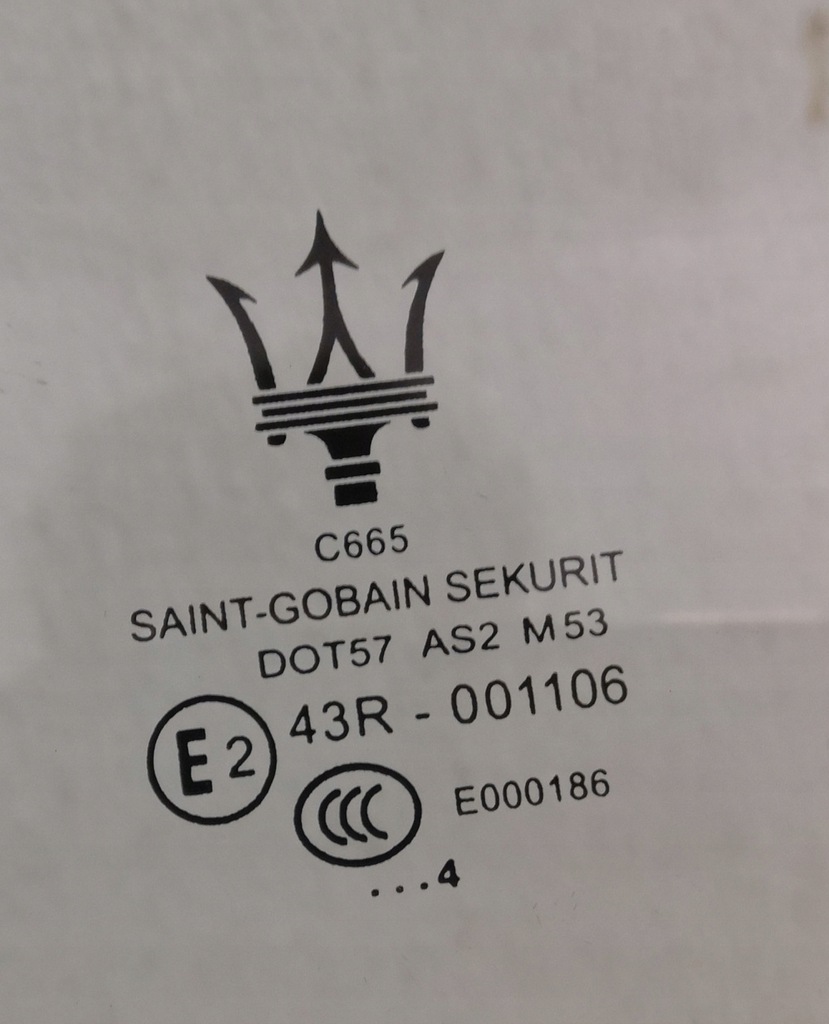 C665
SAINT-GOBAIN SEKURIT
DOT57 AS2 M53
E2 43R - 001106
CCC E000186
...4